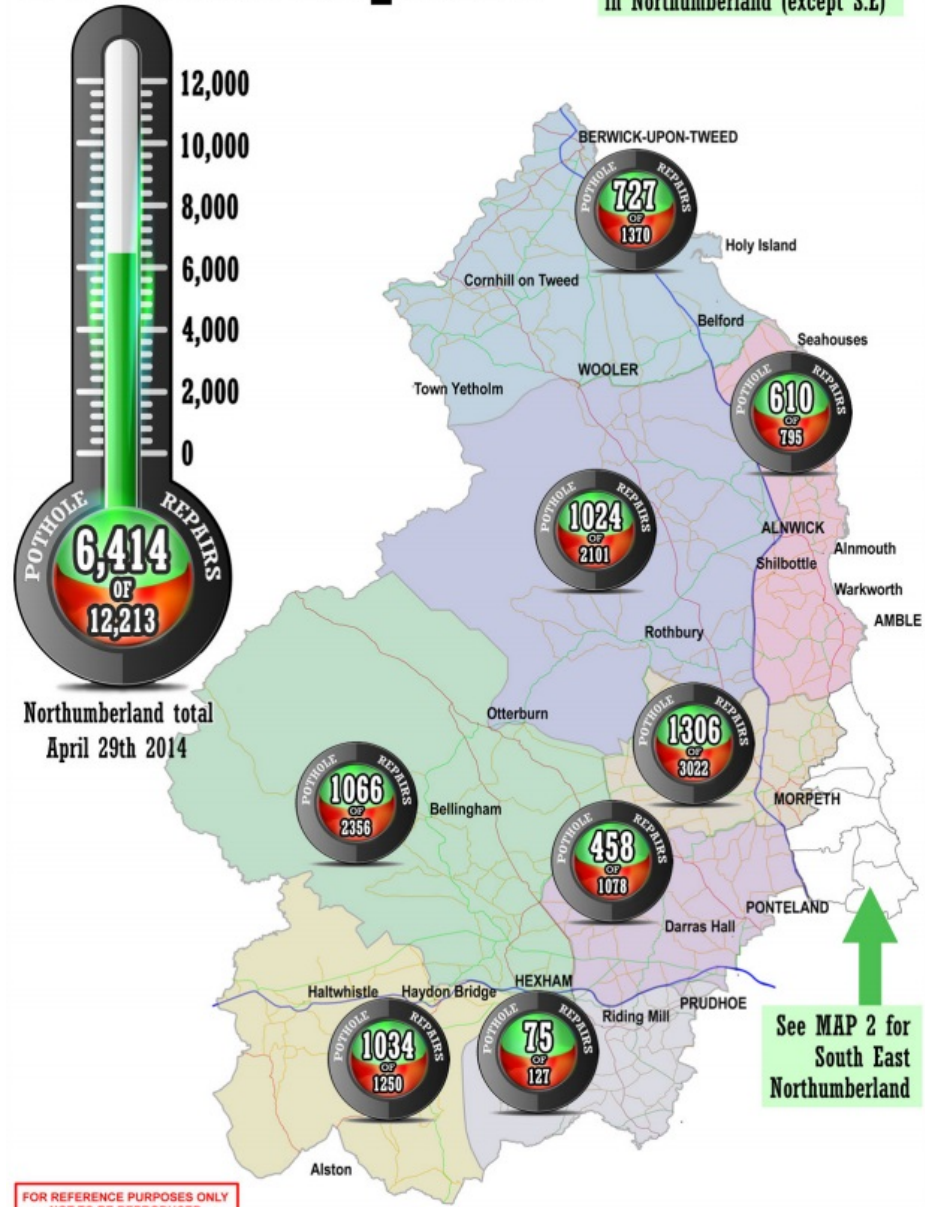 in Northumberland (except S.E)
12,000
10,000
8,000
6,000
4,000
2,000
0
POTHOLE REPAIRS
6,414
OF
12,213
Northumberland total
April 29th 2014
BERWICK-UPON-TWEED
POTHOLE REPAIRS
727
OF
1370
Holy Island
Cornhill on Tweed
Belford
Seahouses
WOOLER
Town Yetholm
POTHOLE REPAIRS
610
OF
795
POTHOLE REPAIRS
1024
OF
2101
ALNWICK
Alnmouth
Shilbottle
Warkworth
AMBLE
Rothbury
Otterburn
POTHOLE REPAIRS
1306
OF
3022
POTHOLE REPAIRS
1066
OF
2356
Bellingham
MORPETH
POTHOLE REPAIRS
458
OF
1078
PONTELAND
Darras Hall
HEXHAM
Haltwhistle
Haydon Bridge
PRUDHOE
Riding Mill
POTHOLE REPAIRS
1034
OF
1250
POTHOLE REPAIRS
75
OF
127
See MAP 2 for
South East
Northumberland
Alston
FOR REFERENCE PURPOSES ONLY